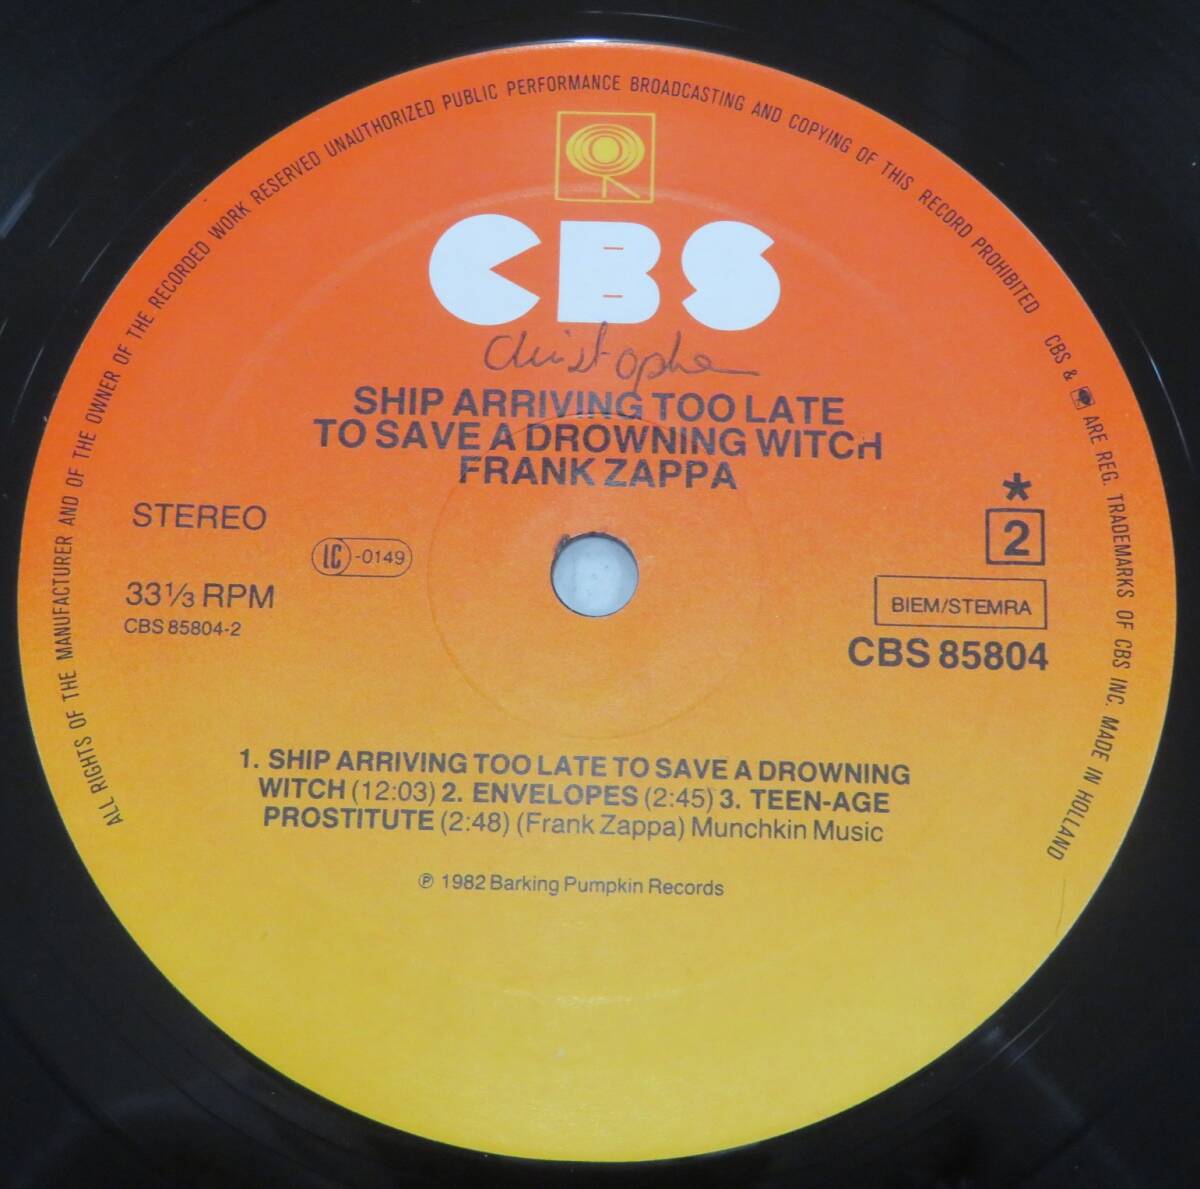 ALL RIGHTS OF THE MANUFACTURER AND OF THE OWNER OF THE RECORDED WORK RESERVED UNAUTHORIZED PUBLIC PERFORMANCE BROADCASTING AND COPYING OF THIS RECORD PROHIBITED CBS & ARE REG. TRADEMARKS OF CBS INC. MADE IN HOLLAND
CBS
Christophe
SHIP ARRIVING TOO LATE
TO SAVE A DROWNING WITCH
FRANK ZAPPA
STEREO
LC-0149
33 1/3 RPM
CBS 85804-2
*
2
BIEM/STEMRA
CBS 85804
1. SHIP ARRIVING TOO LATE TO SAVE A DROWNING
WITCH (12:03) 2. ENVELOPES (2:45) 3. TEEN-AGE
PROSTITUTE (2:48) (Frank Zappa) Munchkin Music
℗ 1982 Barking Pumpkin Records